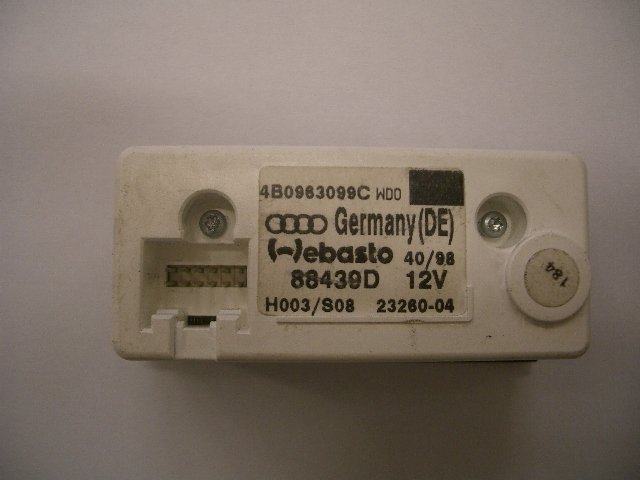 4B0963099C WDO
Germany(DE)
Webasto 40/98
88439D 12V
H003/S08 23260-04
184